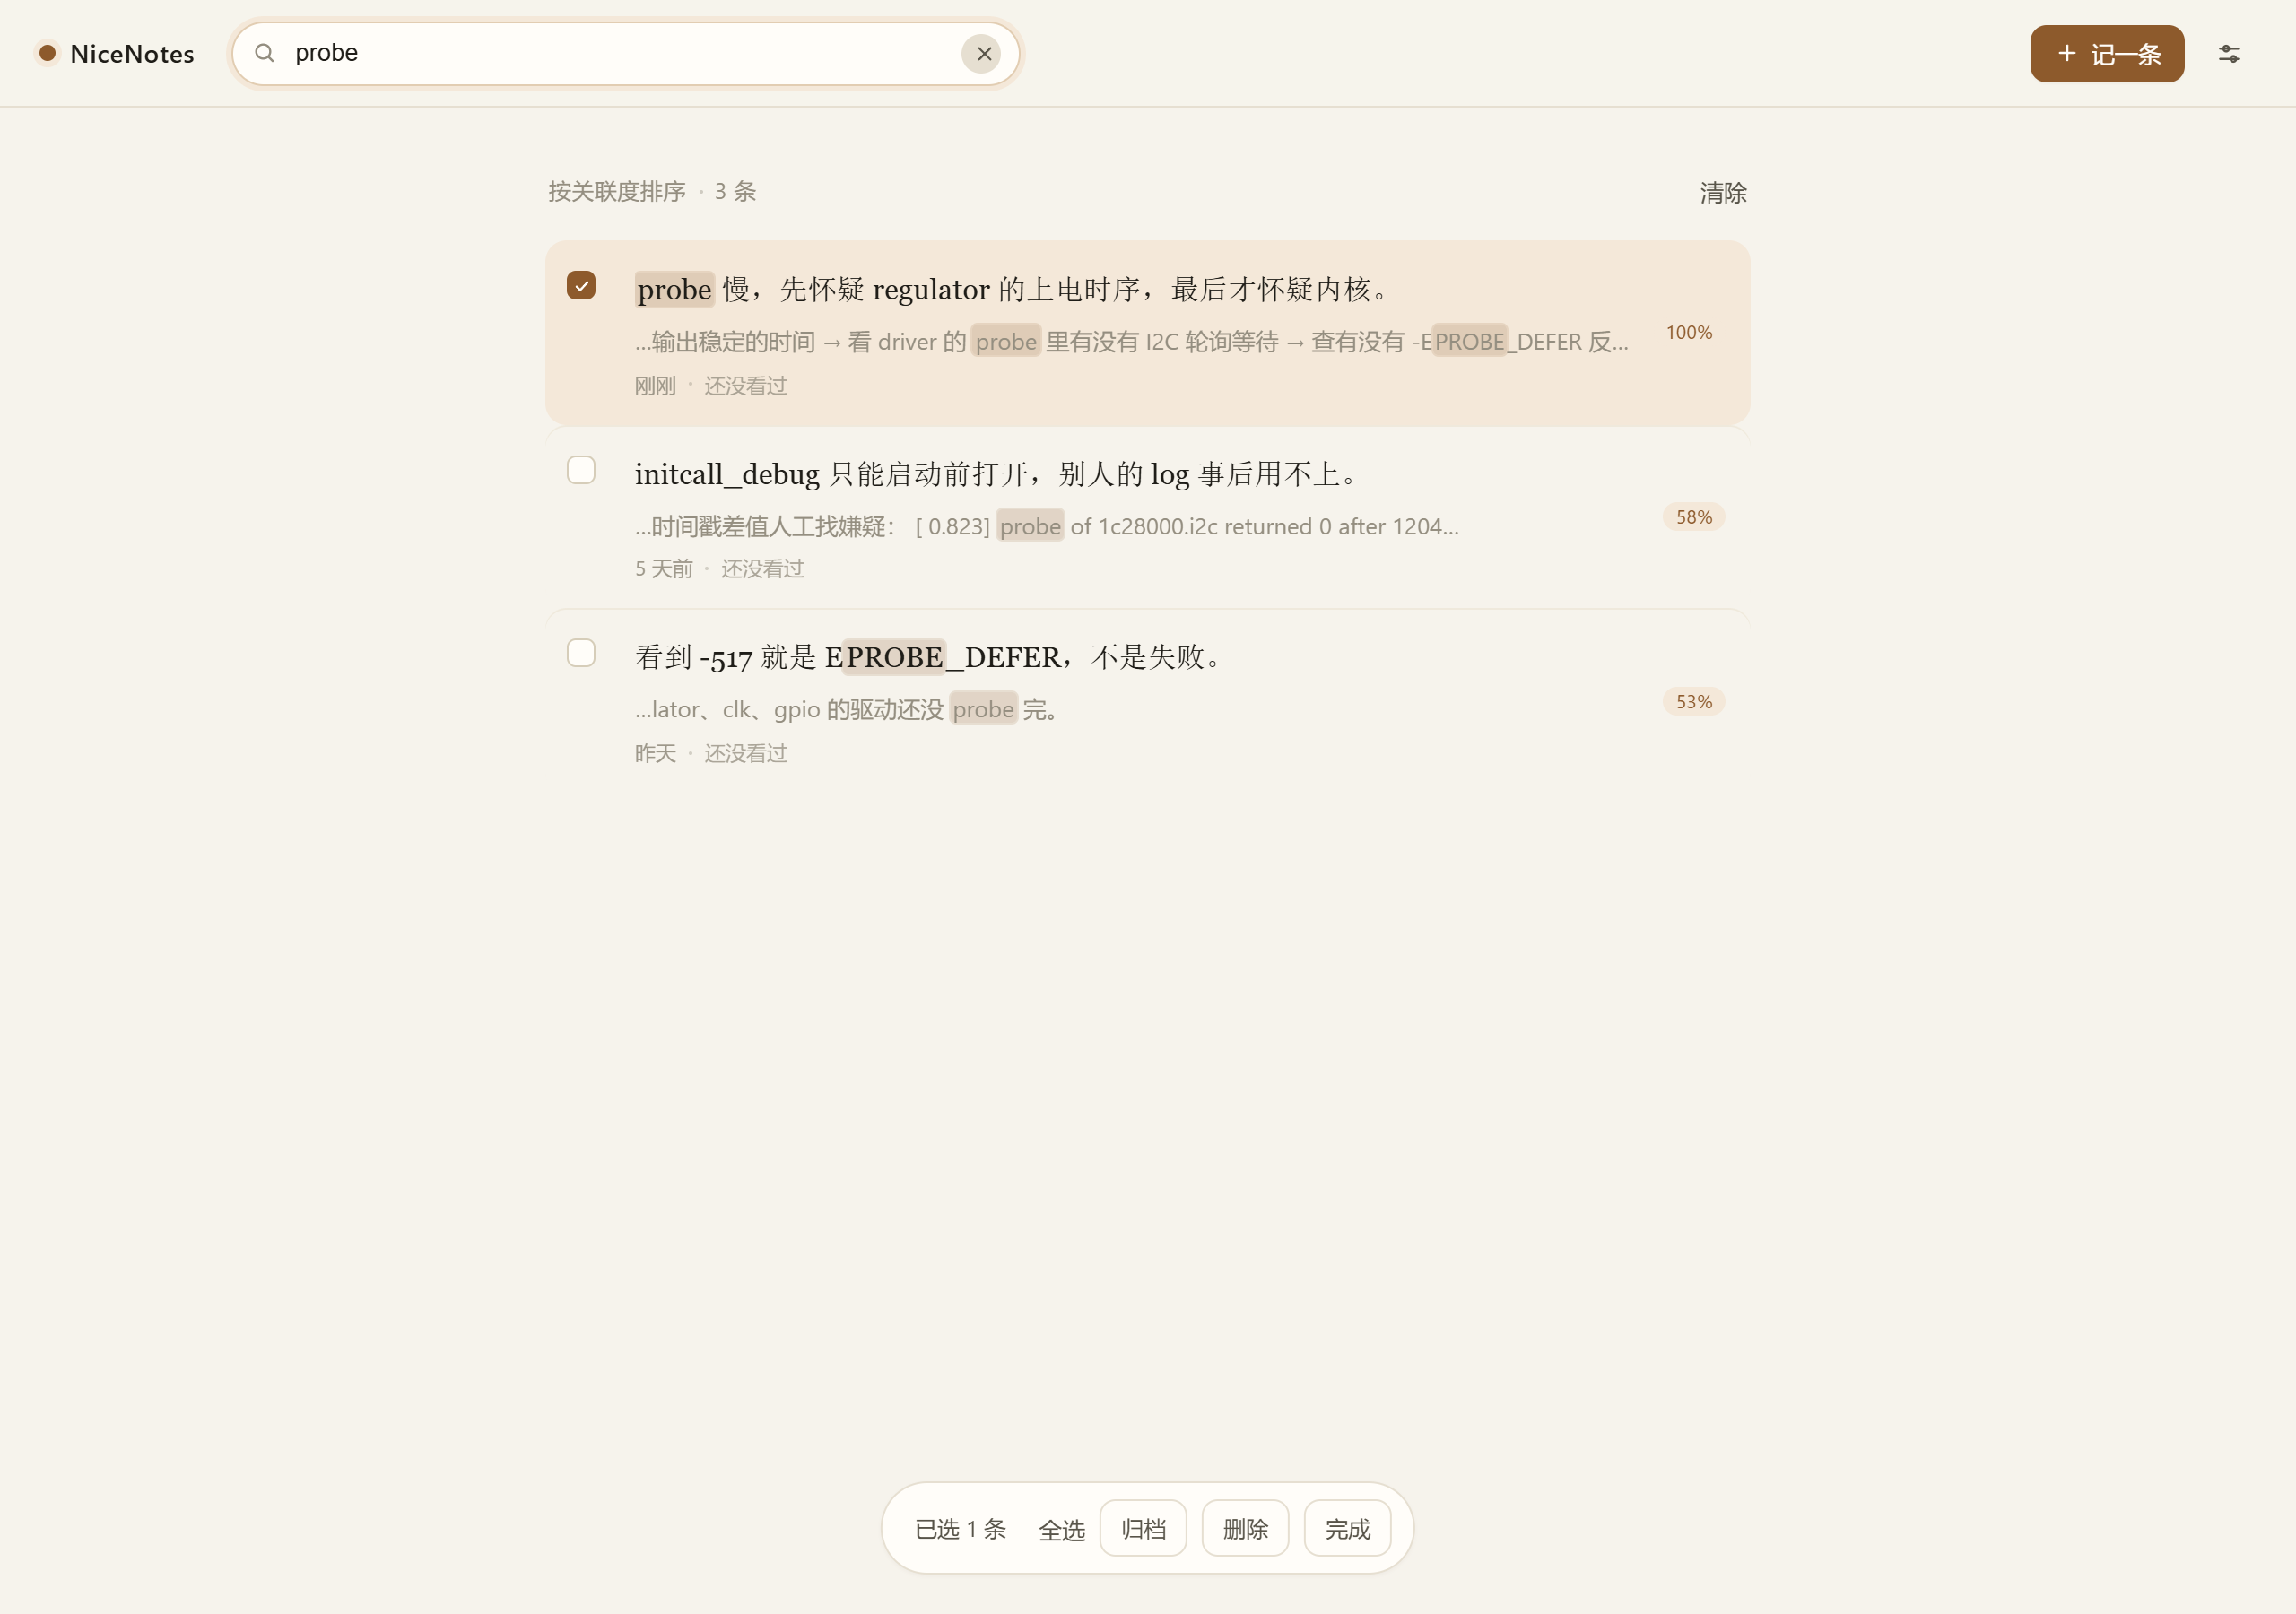 NiceNotes
probe
记一条
按关联度排序 · 3 条
清除
probe 慢，先怀疑 regulator 的上电时序，最后才怀疑内核。
…输出稳定的时间 → 看 driver 的 probe 里有没有 I2C 轮询等待 → 查有没有 -EPROBE_DEFER 反…
100%
刚刚 · 还没看过
initcall_debug 只能启动前打开，别人的 log 事后用不上。
…时间戳差值人工找嫌疑： [ 0.823] probe of 1c28000.i2c returned 0 after 1204…
58%
5 天前 · 还没看过
看到 -517 就是 EPROBE_DEFER，不是失败。
…lator、clk、gpio 的驱动还没 probe 完。
53%
昨天 · 还没看过
已选 1 条 全选 归档 删除 完成